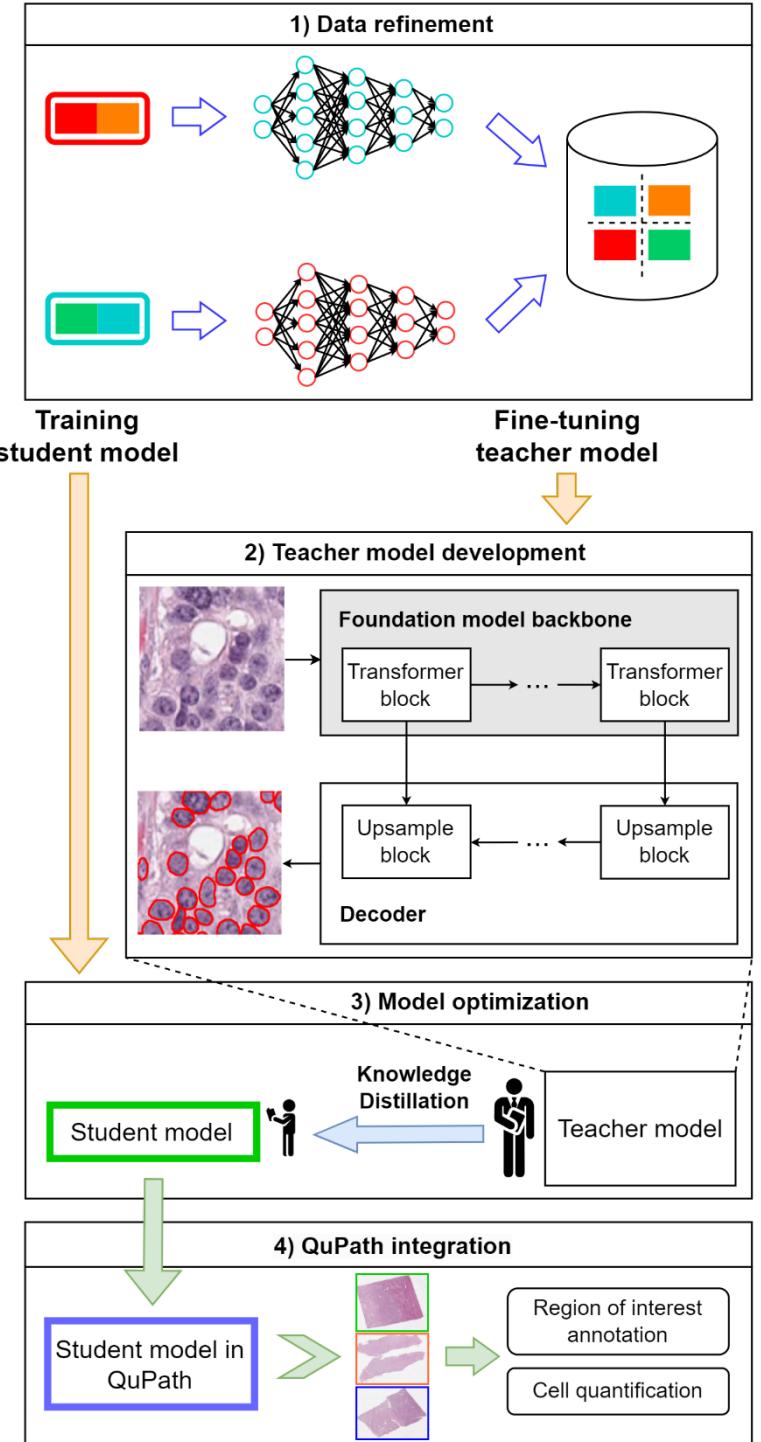 1) Data refinement
Training
student model
Fine-tuning
teacher model
2) Teacher model development
Foundation model backbone
Transformer
block
...
Transformer
block
Upsample
block
...
Upsample
block
Decoder
3) Model optimization
Knowledge
Distillation
Student model
Teacher model
4) QuPath integration
Student model in
QuPath
Region of interest
annotation
Cell quantification